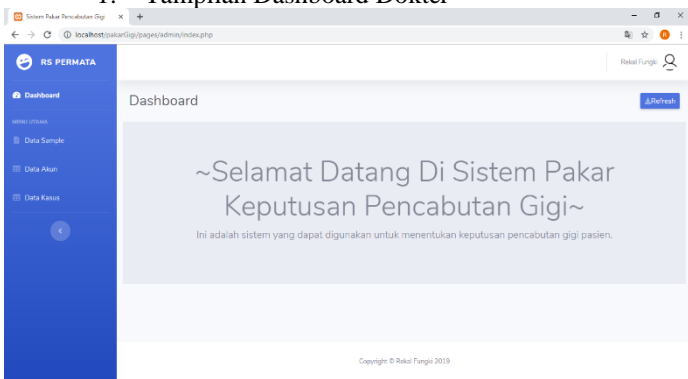 1. Tampilan Dashboard Dokter
Sistem Pakar Pencabutan Gigi
localhost/pakarGigi/pages/admin/index.php
RS PERMATA
Rekal Fungki
Dashboard
Dashboard
Refresh
MENU UTAMA
Data Sample
Data Akun
Data Kasus
~Selamat Datang Di Sistem Pakar
Keputusan Pencabutan Gigi~
Ini adalah sistem yang dapat digunakan untuk menentukan keputusan pencabutan gigi pasien.
Copyright © Rekal Fungki 2019